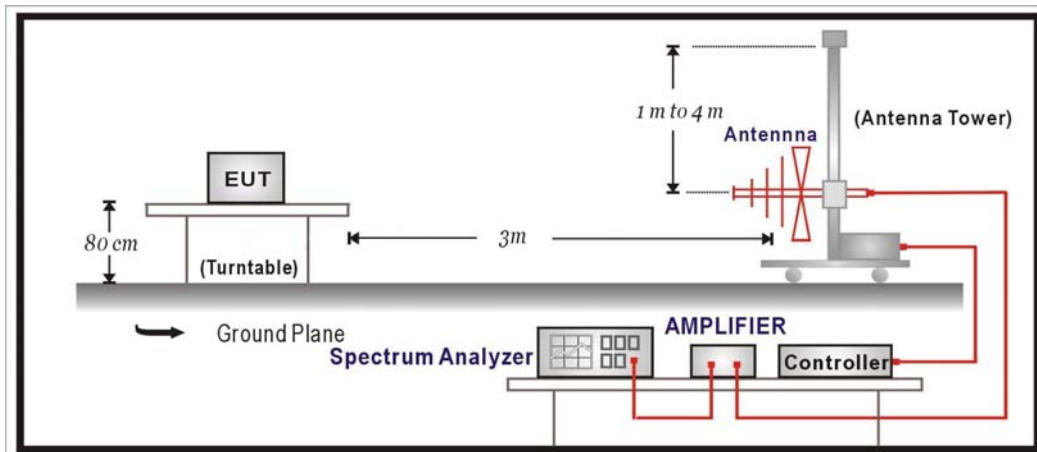 1 m to 4 m
(Antenna Tower)
Antennna
EUT
80 cm
3m
(Turntable)
Ground Plane
AMPLIFIER
Spectrum Analyzer
Controller